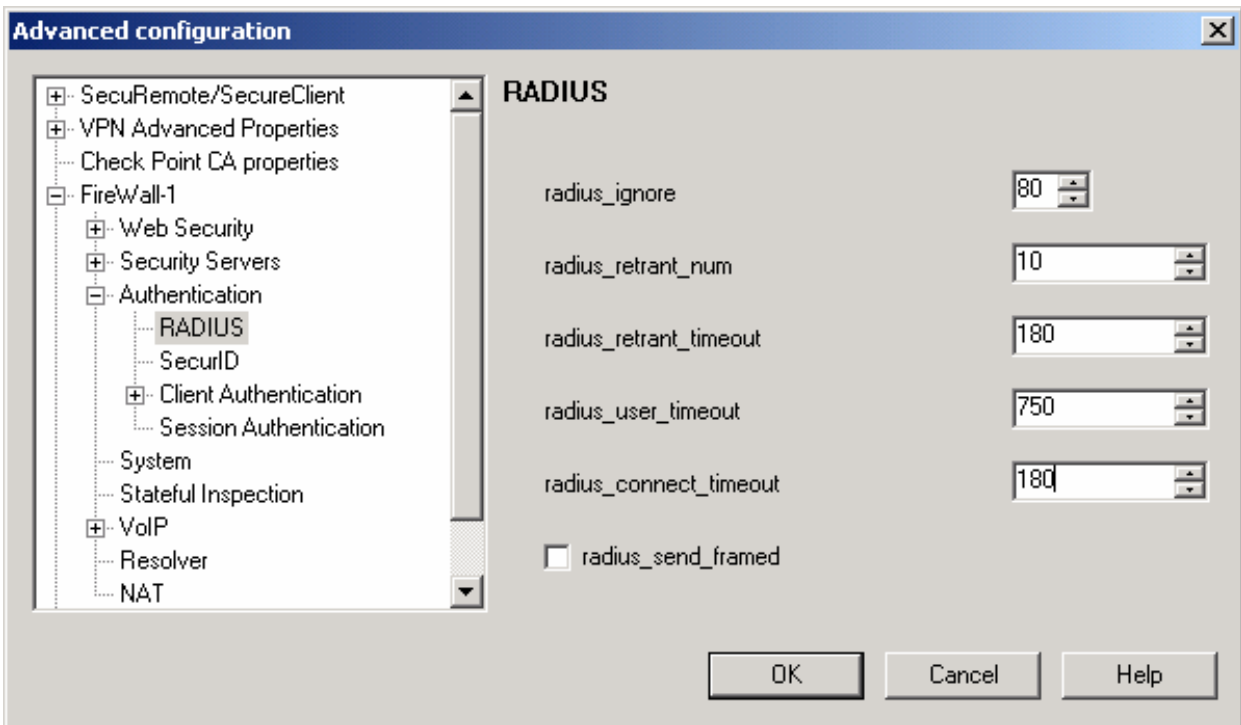 Advanced configuration
SecuRemote/SecureClient
VPN Advanced Properties
Check Point CA properties
FireWall-1
Web Security
Security Servers
Authentication
RADIUS
SecurID
Client Authentication
Session Authentication
System
Stateful Inspection
VoIP
Resolver
NAT
RADIUS
radius_ignore 80
radius_retrant_num 10
radius_retrant_timeout 180
radius_user_timeout 750
radius_connect_timeout 180
radius_send_framed
OK Cancel Help